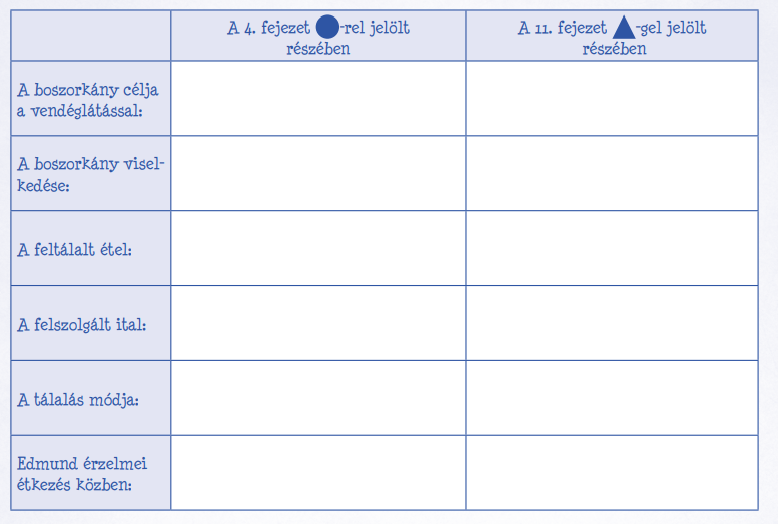 A 4. fejezet -rel jelölt
részében
A 11. fejezet -gel jelölt
részében
A boszorkány célja
a vendéglátással:
A boszorkány visel-
kedése:
A feltálalt étel:
A felszolgált ital:
A tálalás módja:
Edmund érzelmei
étkezés közben: